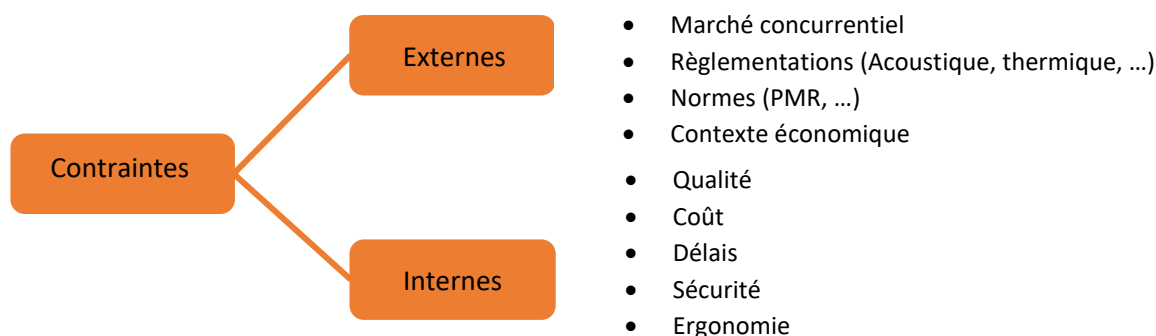 Contraintes
Externes
• Marché concurrentiel
• Règlementations (Acoustique, thermique, …)
• Normes (PMR, …)
• Contexte économique
Internes
• Qualité
• Coût
• Délais
• Sécurité
• Ergonomie